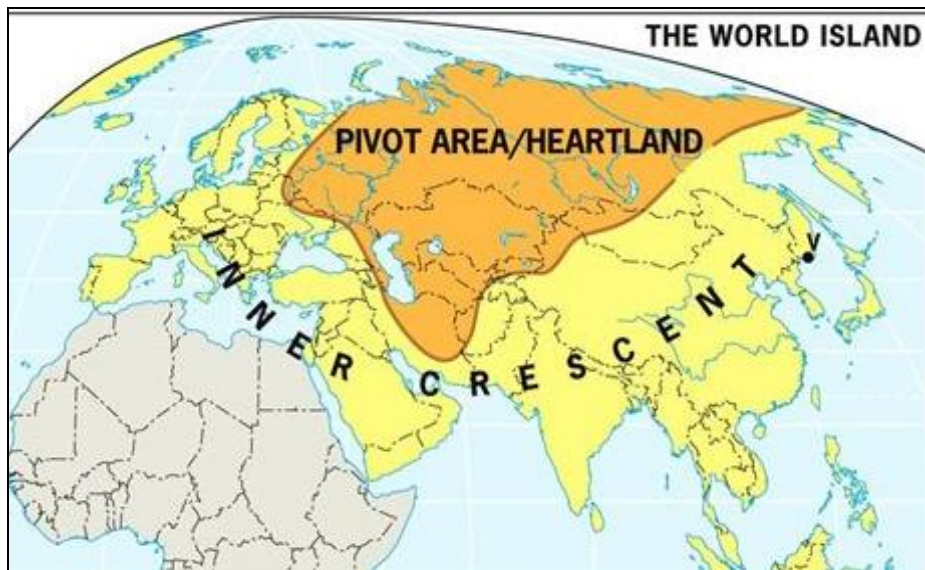 THE WORLD ISLAND
PIVOT AREA/HEARTLAND
V
INNER CRESCENT